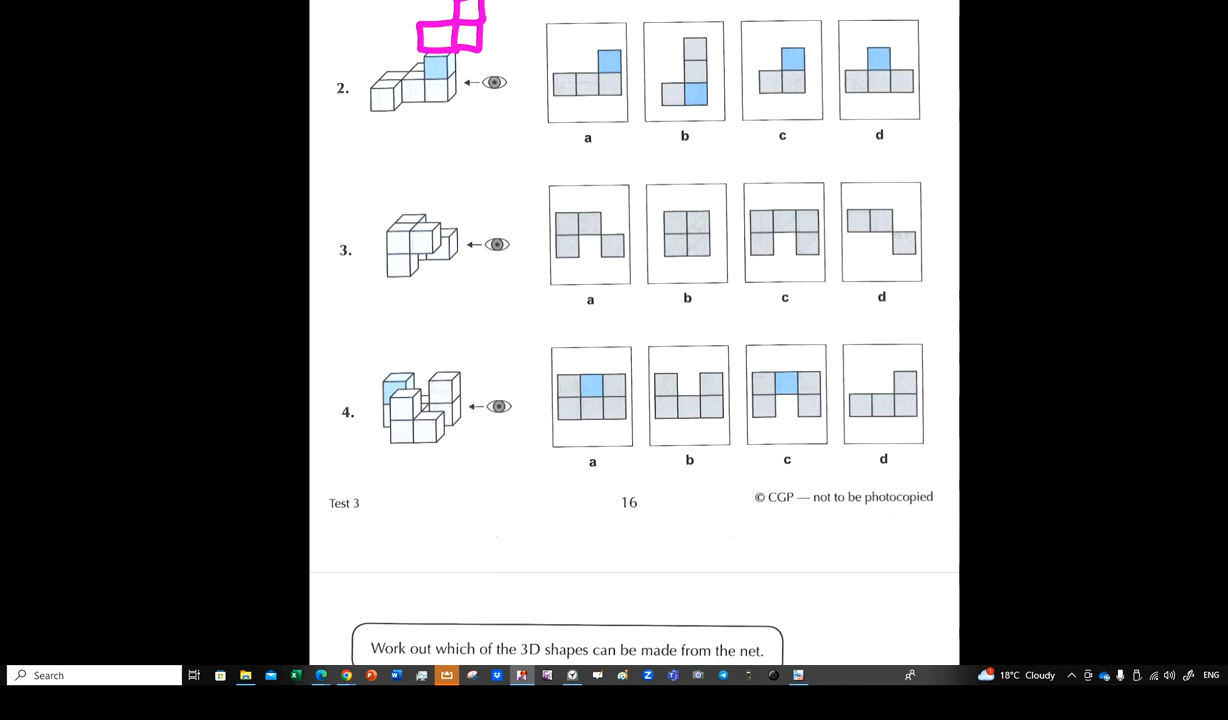 2.
a
b
c
d
3.
a
b
c
d
4.
a
b
c
d
Test 3
16
© CGP — not to be photocopied
Work out which of the 3D shapes can be made from the net.
Search
18°C Cloudy
ENG